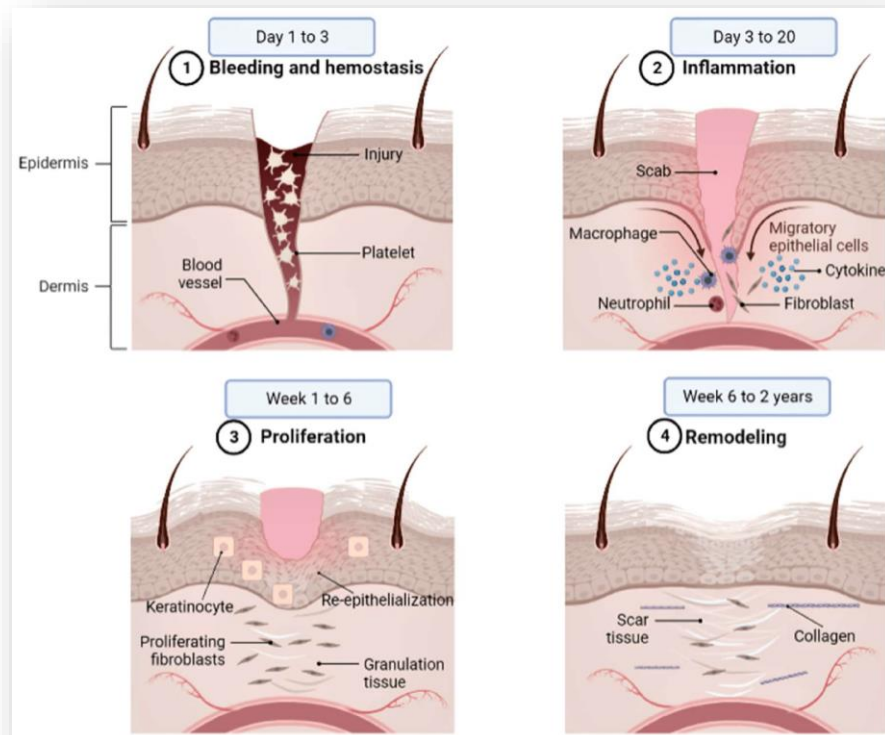 Day 1 to 3
1 Bleeding and hemostasis
Epidermis
Dermis
Injury
Platelet
Blood
vessel
Day 3 to 20
2 Inflammation
Scab
Macrophage
Migratory
epithelial cells
Cytokine
Neutrophil
Fibroblast
Week 1 to 6
3 Proliferation
Keratinocyte
Re-epithelialization
Proliferating
fibroblasts
Granulation
tissue
Week 6 to 2 years
4 Remodeling
Scar
tissue
Collagen